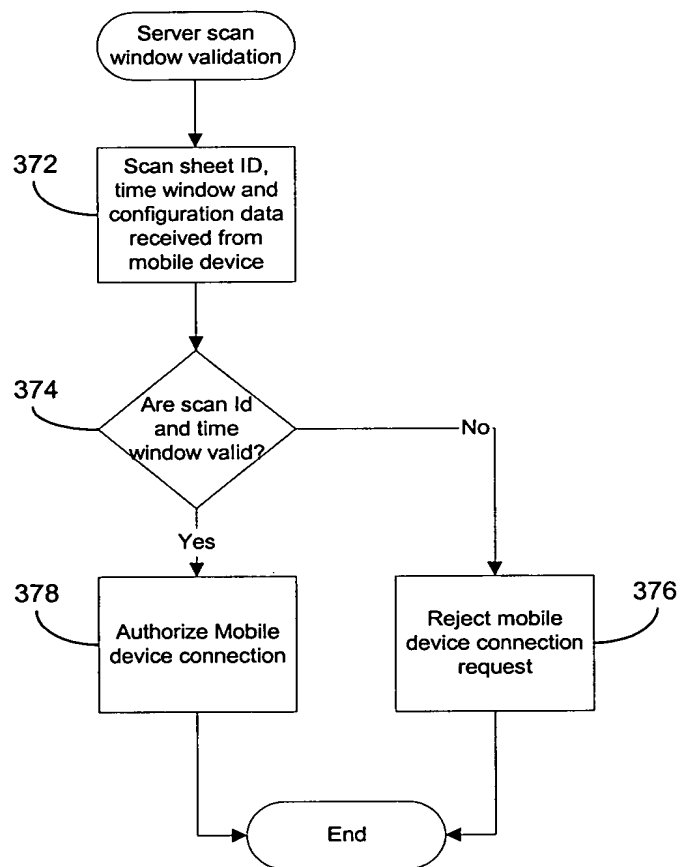 Server scan
window validation
372
Scan sheet ID,
time window and
configuration data
received from
mobile device
374
Are scan Id
and time
window valid?
No
Yes
378
Authorize Mobile
device connection
Reject mobile
device connection
request
376
End